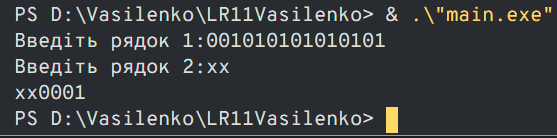 PS D:\Vasilenko\LR11Vasilenko> & .\"main.exe"
Введіть рядок 1:001010101010101
Введіть рядок 2:xx
xx0001
PS D:\Vasilenko\LR11Vasilenko>